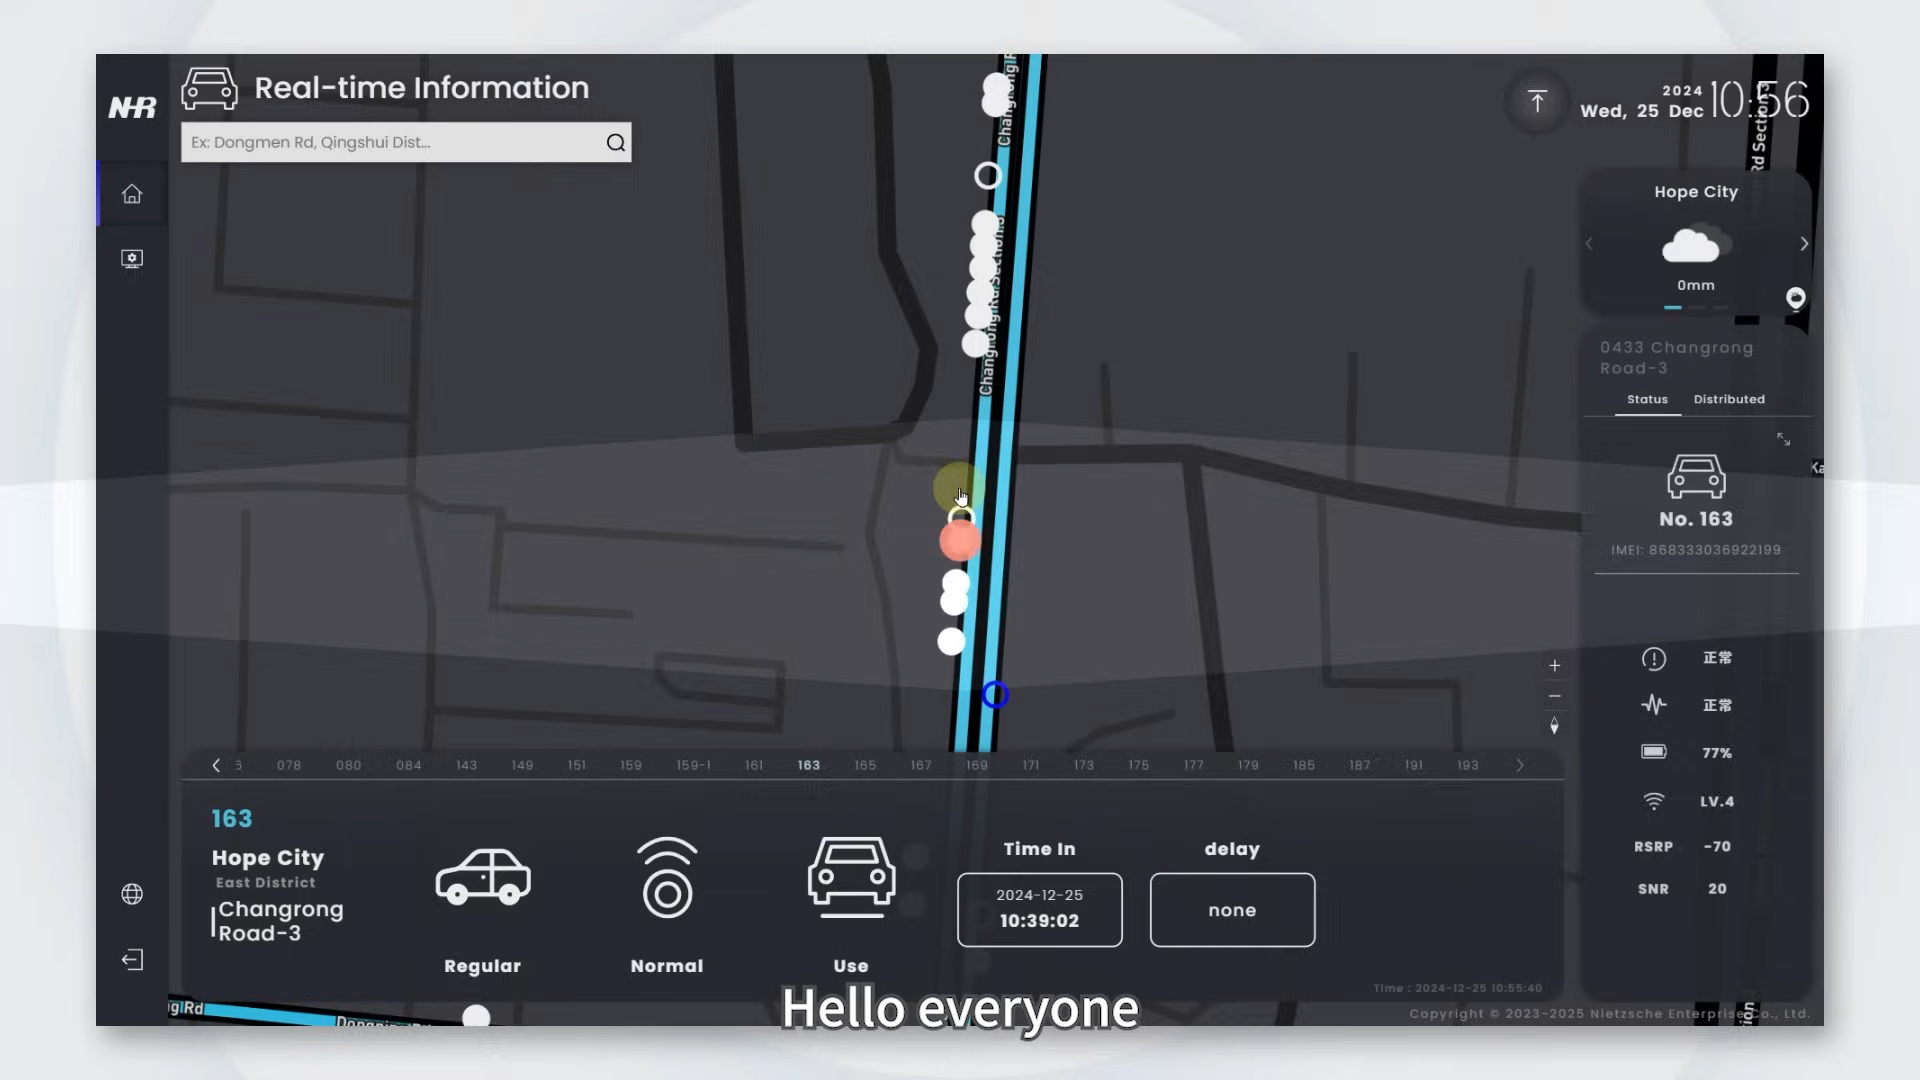 NHR
Real-time Information
Ex: Dongmen Rd, Qingshui Dist...
2024
Wed, 25 Dec
10:56
Rd Section
Hope City
0mm
0433 Changrong
Road-3
Status
Distributed
No. 163
IMEI: 868333036922199
正常
正常
77%
LV.4
RSRP -70
SNR 20
Ka
078 080 084 143 149 151 159 159-1 161 163 165 167 169 171 173 175 177 179 185 187 191 193
163
Hope City
East District
Changrong
Road-3
Regular
Normal
Use
Time In
2024-12-25
10:39:02
delay
none
Time : 2024-12-25 10:55:40
Hello everyone
Copyright © 2023-2025 Nietzsche Enterprise Co., Ltd.